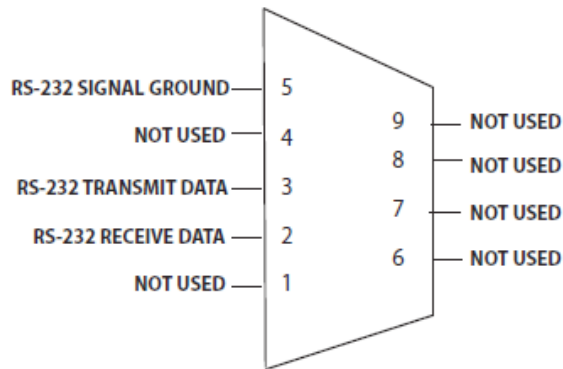 RS-232 SIGNAL GROUND 5
NOT USED 4
RS-232 TRANSMIT DATA 3
RS-232 RECEIVE DATA 2
NOT USED 1
9 NOT USED
8 NOT USED
7 NOT USED
6 NOT USED